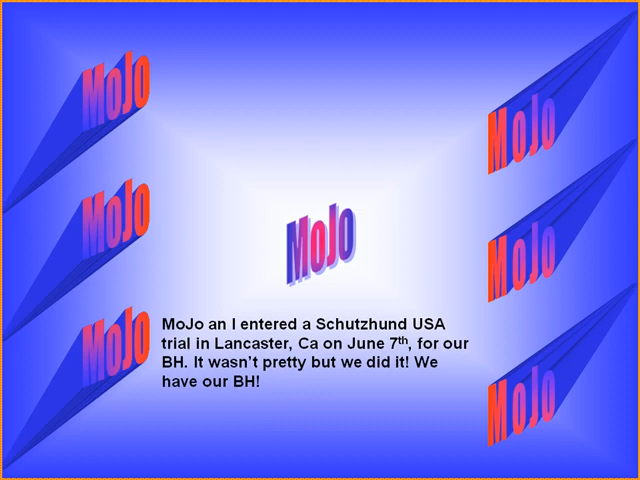 MoJo
MoJo
MoJo
MoJo
MoJo
MoJo an I entered a Schutzhund USA
trial in Lancaster, Ca on June 7th, for our
BH. It wasn't pretty but we did it! We
have our BH!
MoJo
MoJo